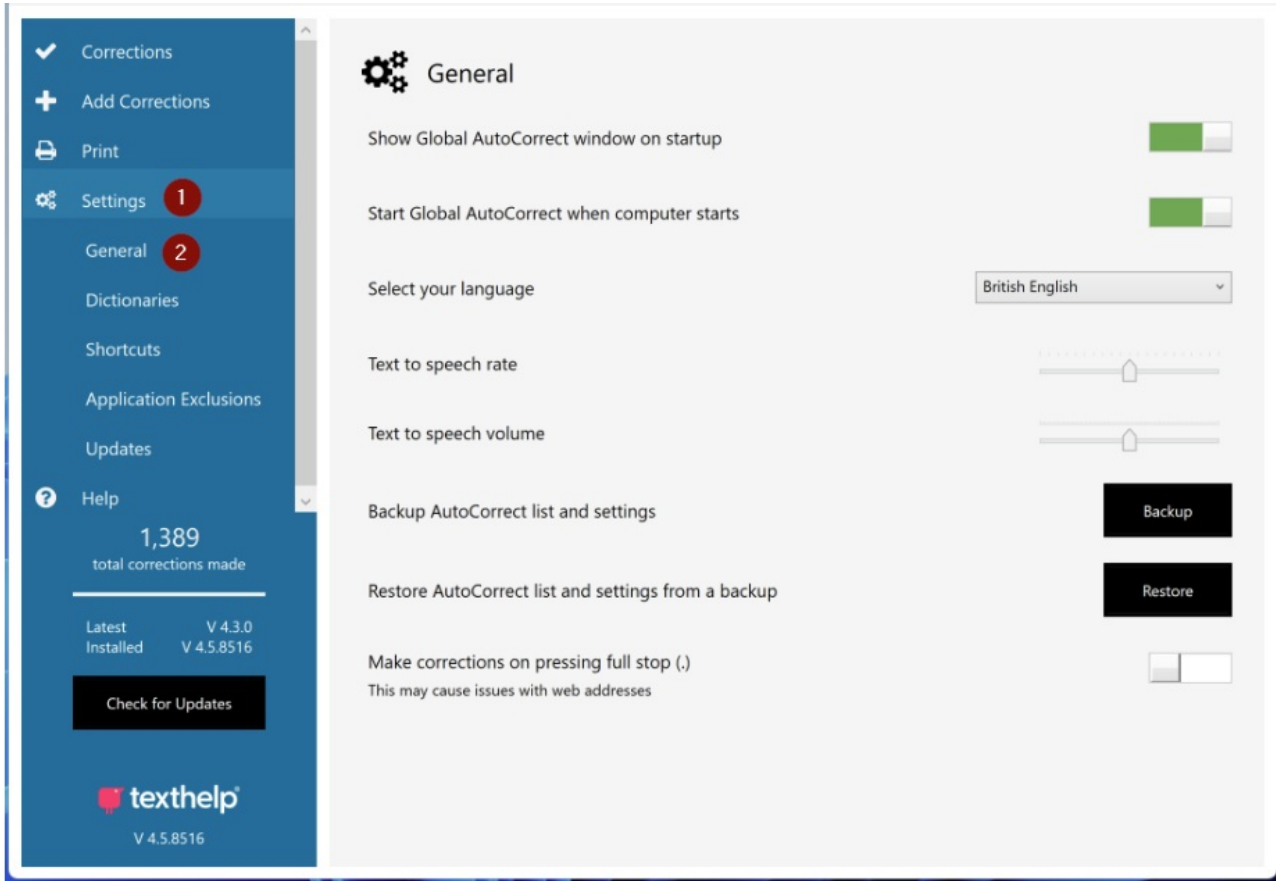 Corrections
Add Corrections
Print
Settings 1
General 2
Dictionaries
Shortcuts
Application Exclusions
Updates
Help
1,389
total corrections made
Latest V 4.3.0
Installed V 4.5.8516
Check for Updates
texthelp
V 4.5.8516
General
Show Global AutoCorrect window on startup
Start Global AutoCorrect when computer starts
Select your language British English
Text to speech rate
Text to speech volume
Backup AutoCorrect list and settings Backup
Restore AutoCorrect list and settings from a backup Restore
Make corrections on pressing full stop (.)
This may cause issues with web addresses